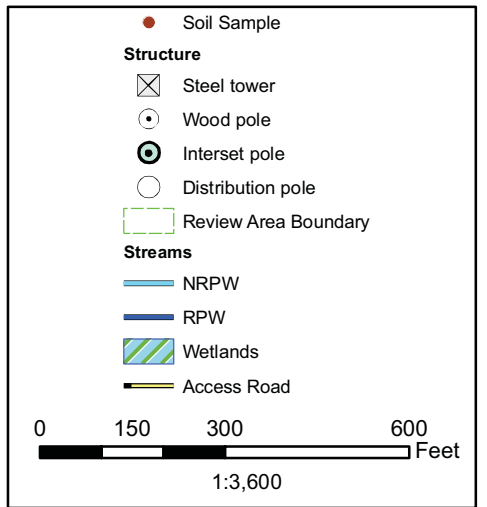 Soil Sample
Structure
Steel tower
Wood pole
Interset pole
Distribution pole
Review Area Boundary
Streams
NRPW
RPW
Wetlands
Access Road
0 150 300 600
Feet
1:3,600